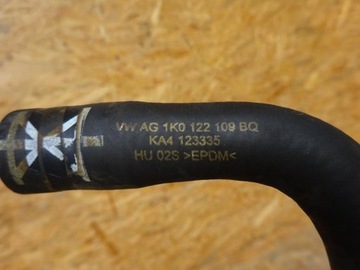 VW AG 1K0 122 109 BQ
KA4 123335
HU 02S >EPDM<